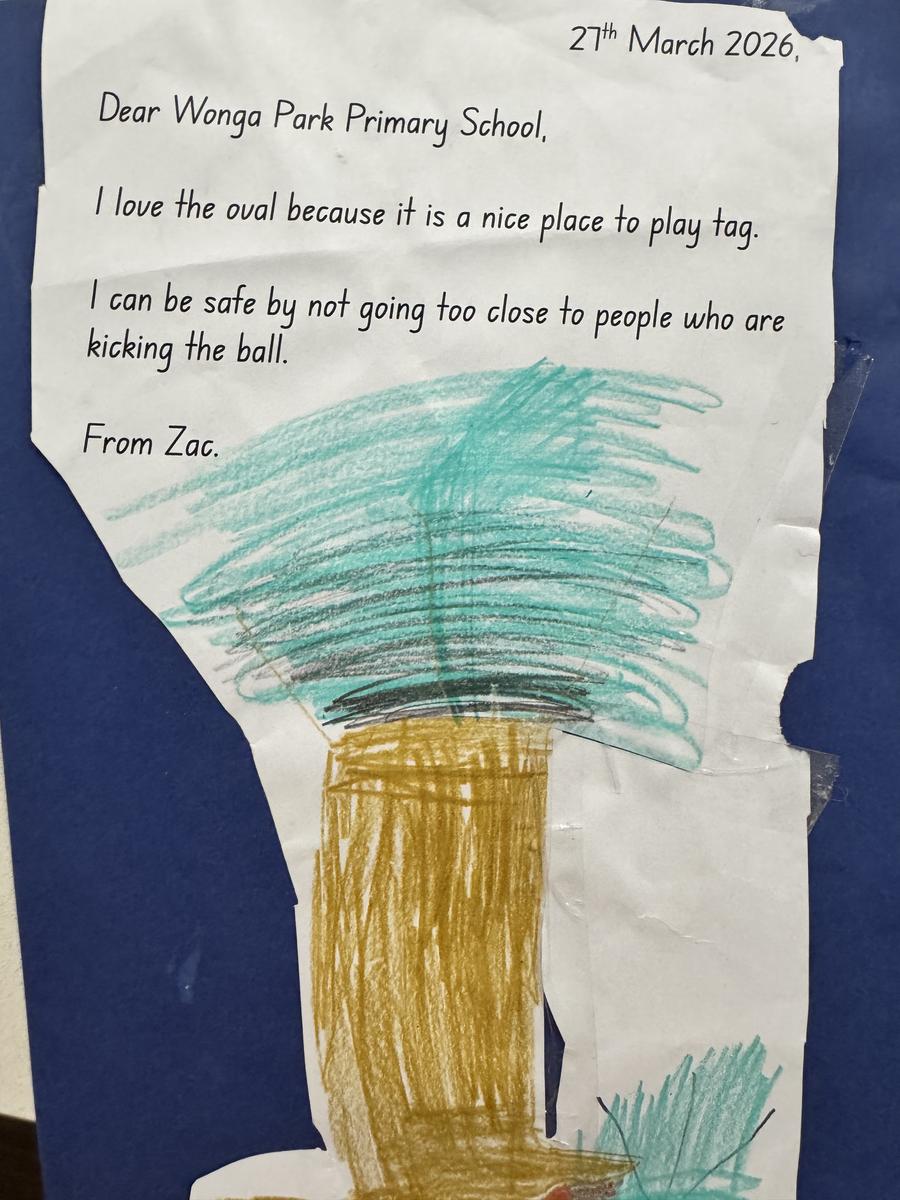 27th March 2026,
Dear Wonga Park Primary School,
I love the oval because it is a nice place to play tag.
I can be safe by not going too close to people who are
kicking the ball.
From Zac.